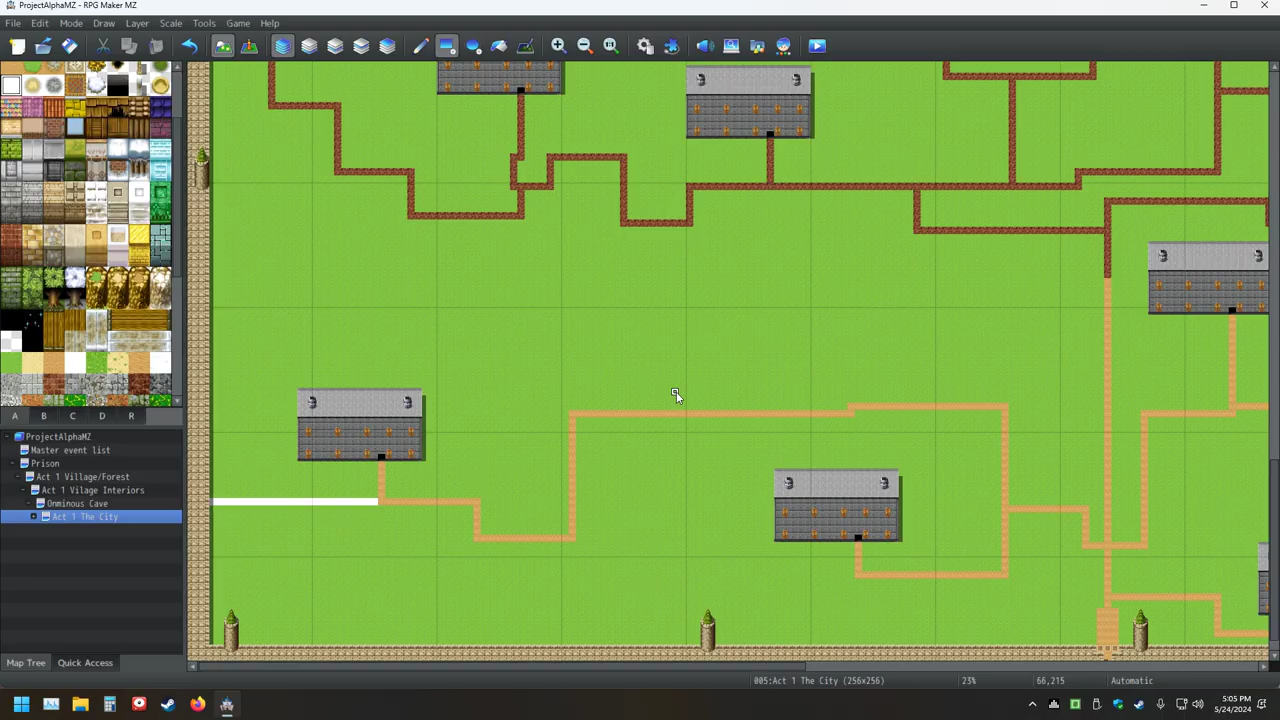 ProjectAlphaMZ - RPG Maker MZ
File Edit Mode Draw Layer Scale Tools Game Help
A B C D R
ProjectAlphaMZ
Master event list
Prison
Act 1 Village/Forest
Act 1 Vilage Interiors
Onminous Cave
Act 1 The City
Map Tree Quick Access
005:Act 1 The City (256x256) 23% 66,215 Automatic
5:05 PM
5/24/2024